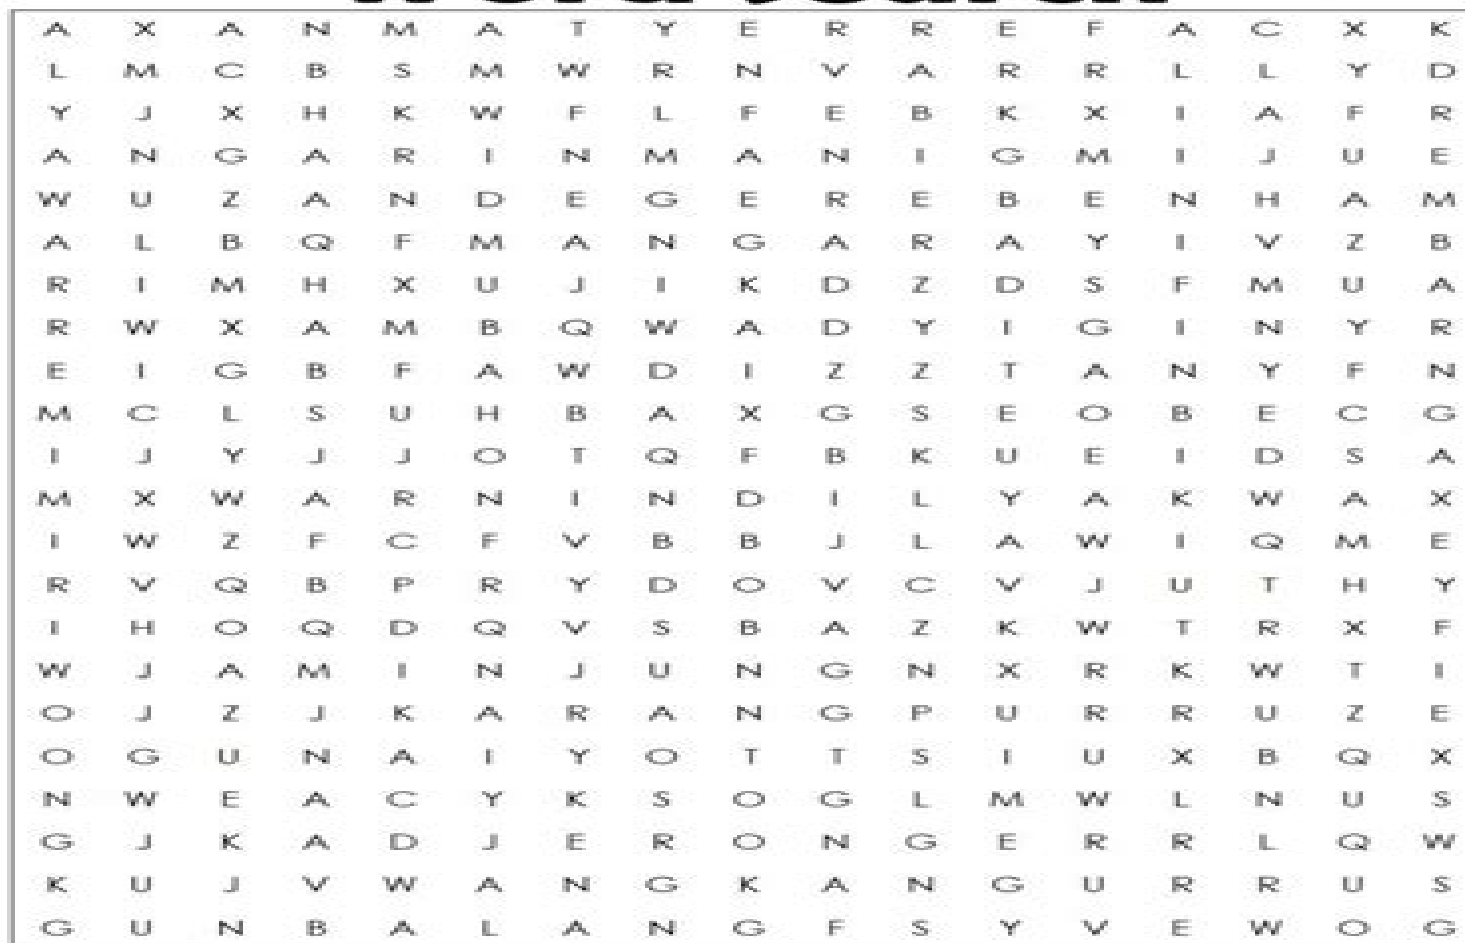 A X A N M A T Y E R R E F A C X K
L M C B S M W R N V A R R L L Y D
Y J X H K W F L F E B K X I A F R
A N G A R I N M A N I G M I J U E
W U Z A N D E G E R E B E N H A M
A L B Q F M A N G A R A Y I V Z B
R I M H X U J I K D Z D S F M U A
R W X A M B Q W A D Y I G I N Y R
E I G B F A W D I Z Z T A N Y F N
M C L S U H B A X G S E O B E C G
I J Y J J O T Q F B K U E I D S A
M X W A R N I N D I L Y A K W A X
I W Z F C F V B B J L A W I Q M E
R V Q B P R Y D O V C V J U T H Y
I H O Q D Q V S B A Z K W T R X F
W J A M I N J U N G N X R K W T I
O J Z J K A R A N G P U R R U Z E
O G U N A I Y O T T S I U X B Q X
N W E A C Y K S O G L M W L N U S
G J K A D J E R O N G E R R L Q W
K U J V W A N G K A N G U R R U S
G U N B A L A N G F S Y V E W O G